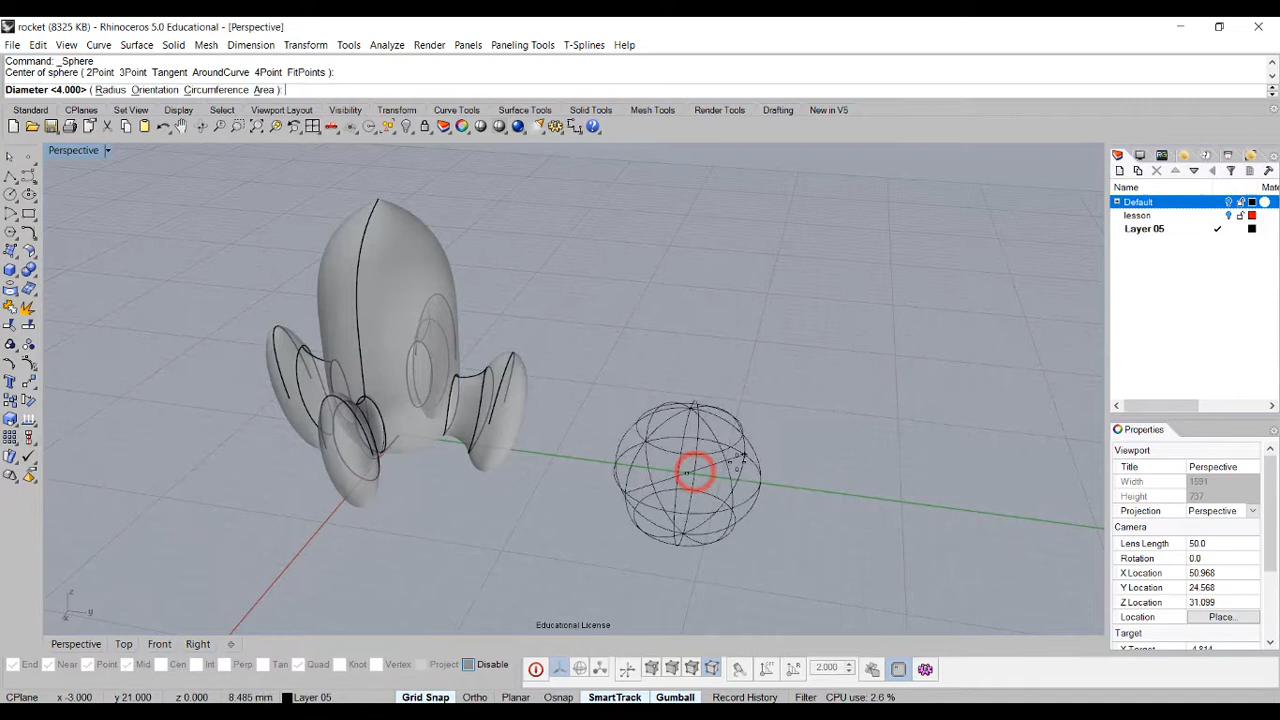 rocket (8325 KB) - Rhinoceros 5.0 Educational - [Perspective]
File Edit View Curve Surface Solid Mesh Dimension Transform Tools Analyze Render Panels Paneling Tools T-Splines Help
Command: _Sphere
Center of sphere ( 2Point 3Point Tangent AroundCurve 4Point FitPoints ):
Diameter <4.000> ( Radius Orientation Circumference Area ):
Standard CPlanes Set View Display Select Viewport Layout Visibility Transform Curve Tools Surface Tools Solid Tools Mesh Tools Render Tools Drafting New in V5
Perspective
Name Mate
Default
lesson
Layer 05
Properties
Viewport
Title Perspective
Width 1591
Height 737
Projection Perspective
Camera
Lens Length 50.0
Rotation 0.0
X Location 50.968
Y Location 24.568
Z Location 31.099
Location Place...
Target
z
y
x
Educational License
Perspective Top Front Right
End Near Point Mid Cen Int Perp Tan Quad Knot Vertex Project Disable
2.000
CPlane x -3.000 y 21.000 z 0.000 8.485 mm Layer 05 Grid Snap Ortho Planar Osnap SmartTrack Gumball Record History Filter CPU use: 2.6 %